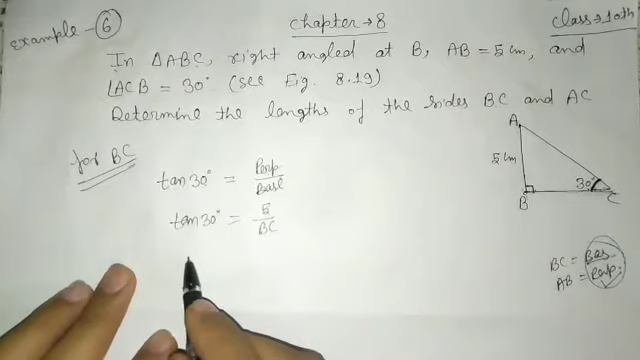 example - 6
chapter → 8
class → 10th
In △ABC, right angled at B, AB = 5 cm, and
∠ACB = 30° (see Fig. 8.19)
Determine the lengths of the sides BC and AC
for BC
tan 30° = Perp / Base
tan 30° = 5 / BC
A
5 cm
30°
B
C
BC = Bas
AB = Perp.